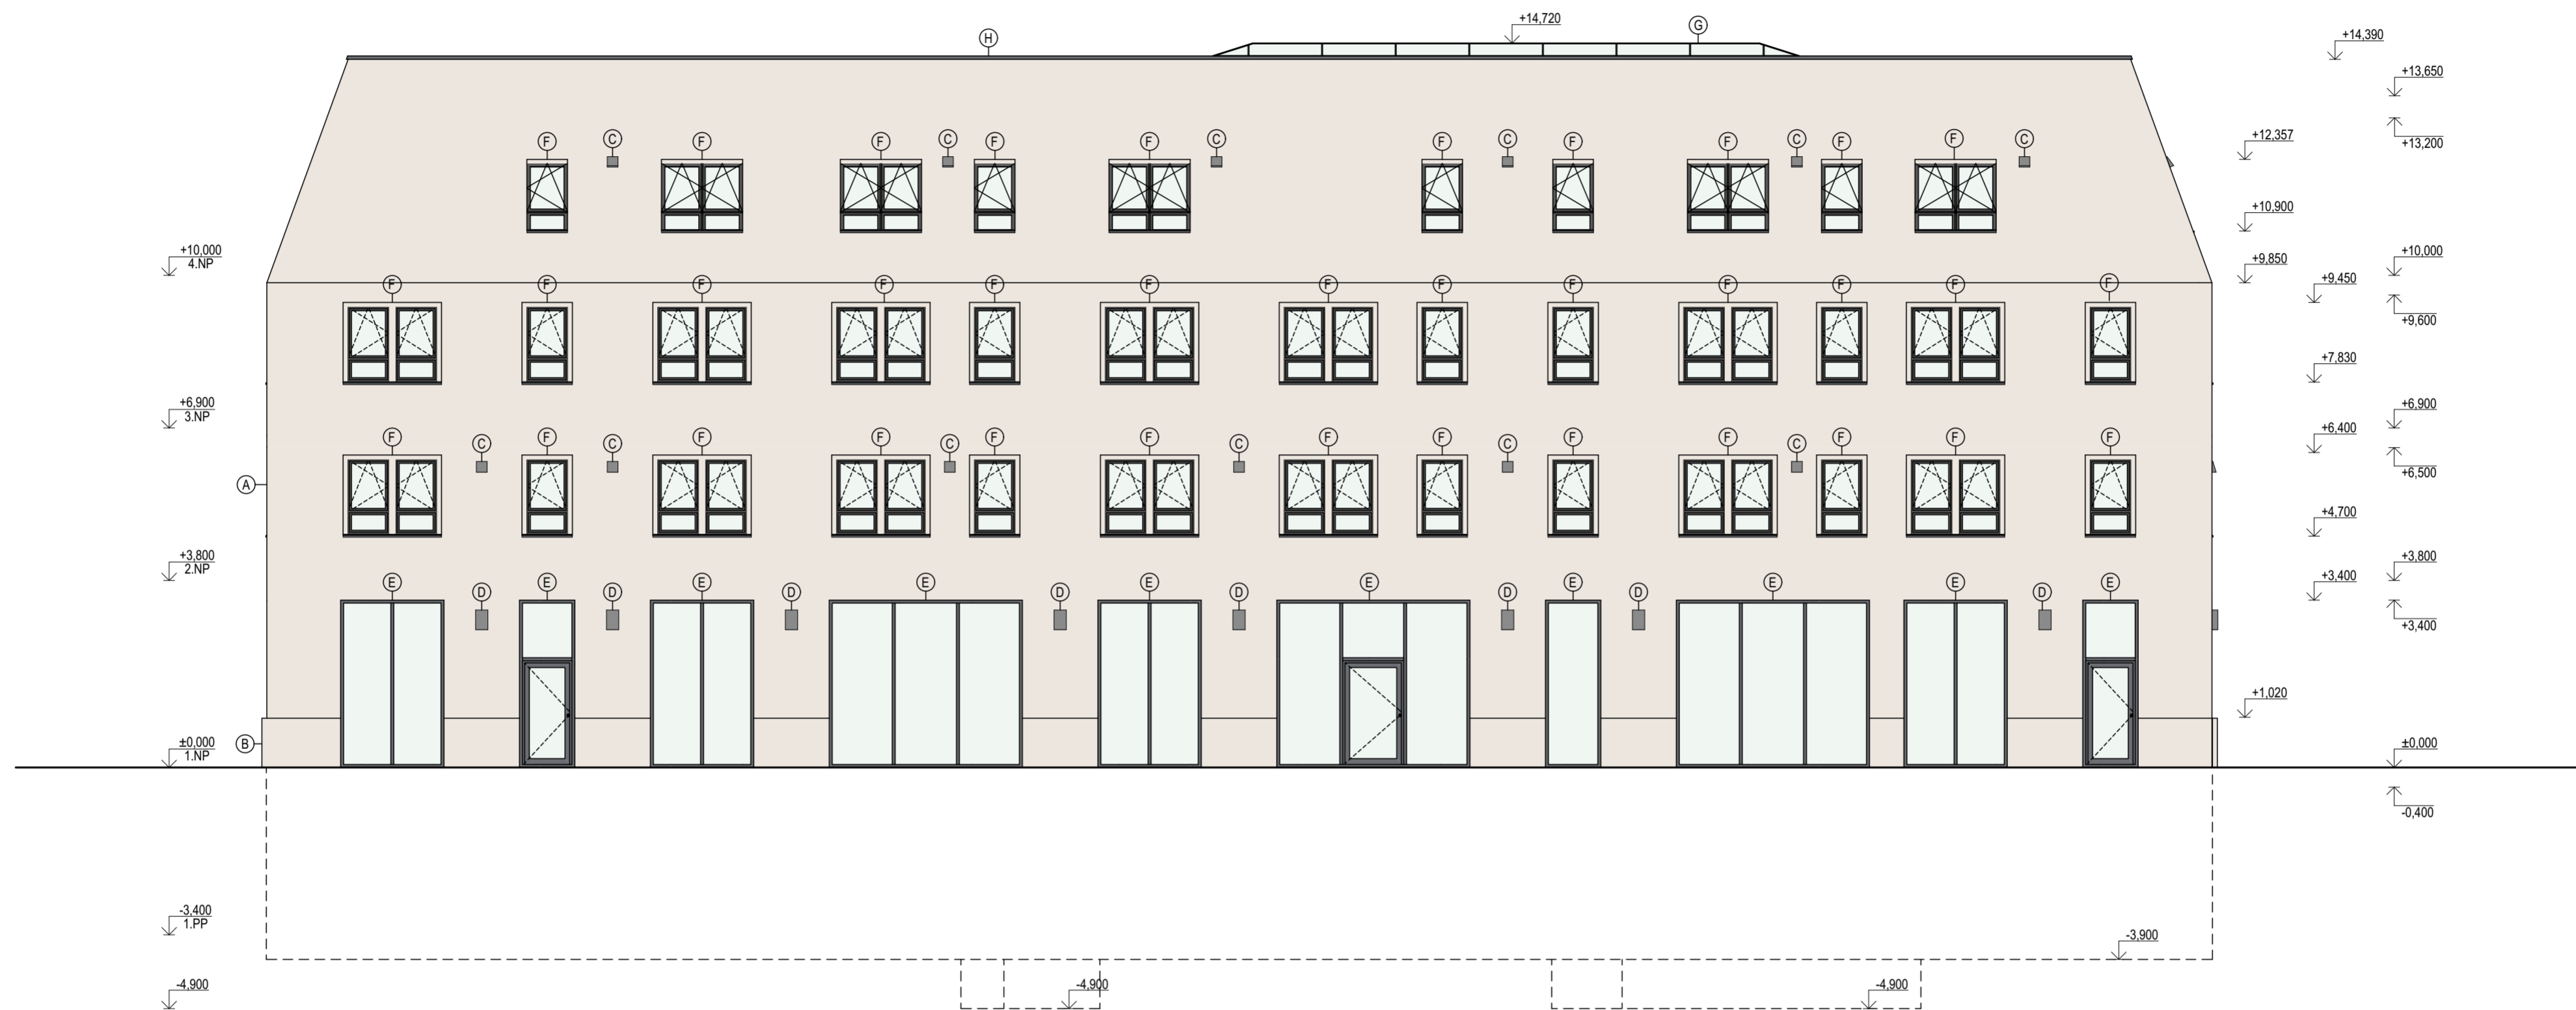 +14,720
G
H
+14,390
+13,650
F C F F C F F C F C F F C F F C
+12,357
+13,200
+10,900
+10,000
4.NP
+10,000
+9,850
F F F F F F F F F F F F F
+9,450
+9,600
+7,830
+6,900
3.NP
+6,900
F C F C F F C F F C F F C F F C F F F
+6,400
+6,500
A
+4,700
+3,800
2.NP
+3,800
E D E D E D E D E D E D E D E E D E
+3,400
+3,400
+1,020
B
±0,000
1.NP
±0,000
-0,400
-3,400
1.PP
-3,900
-4,900
-4,900
-4,900